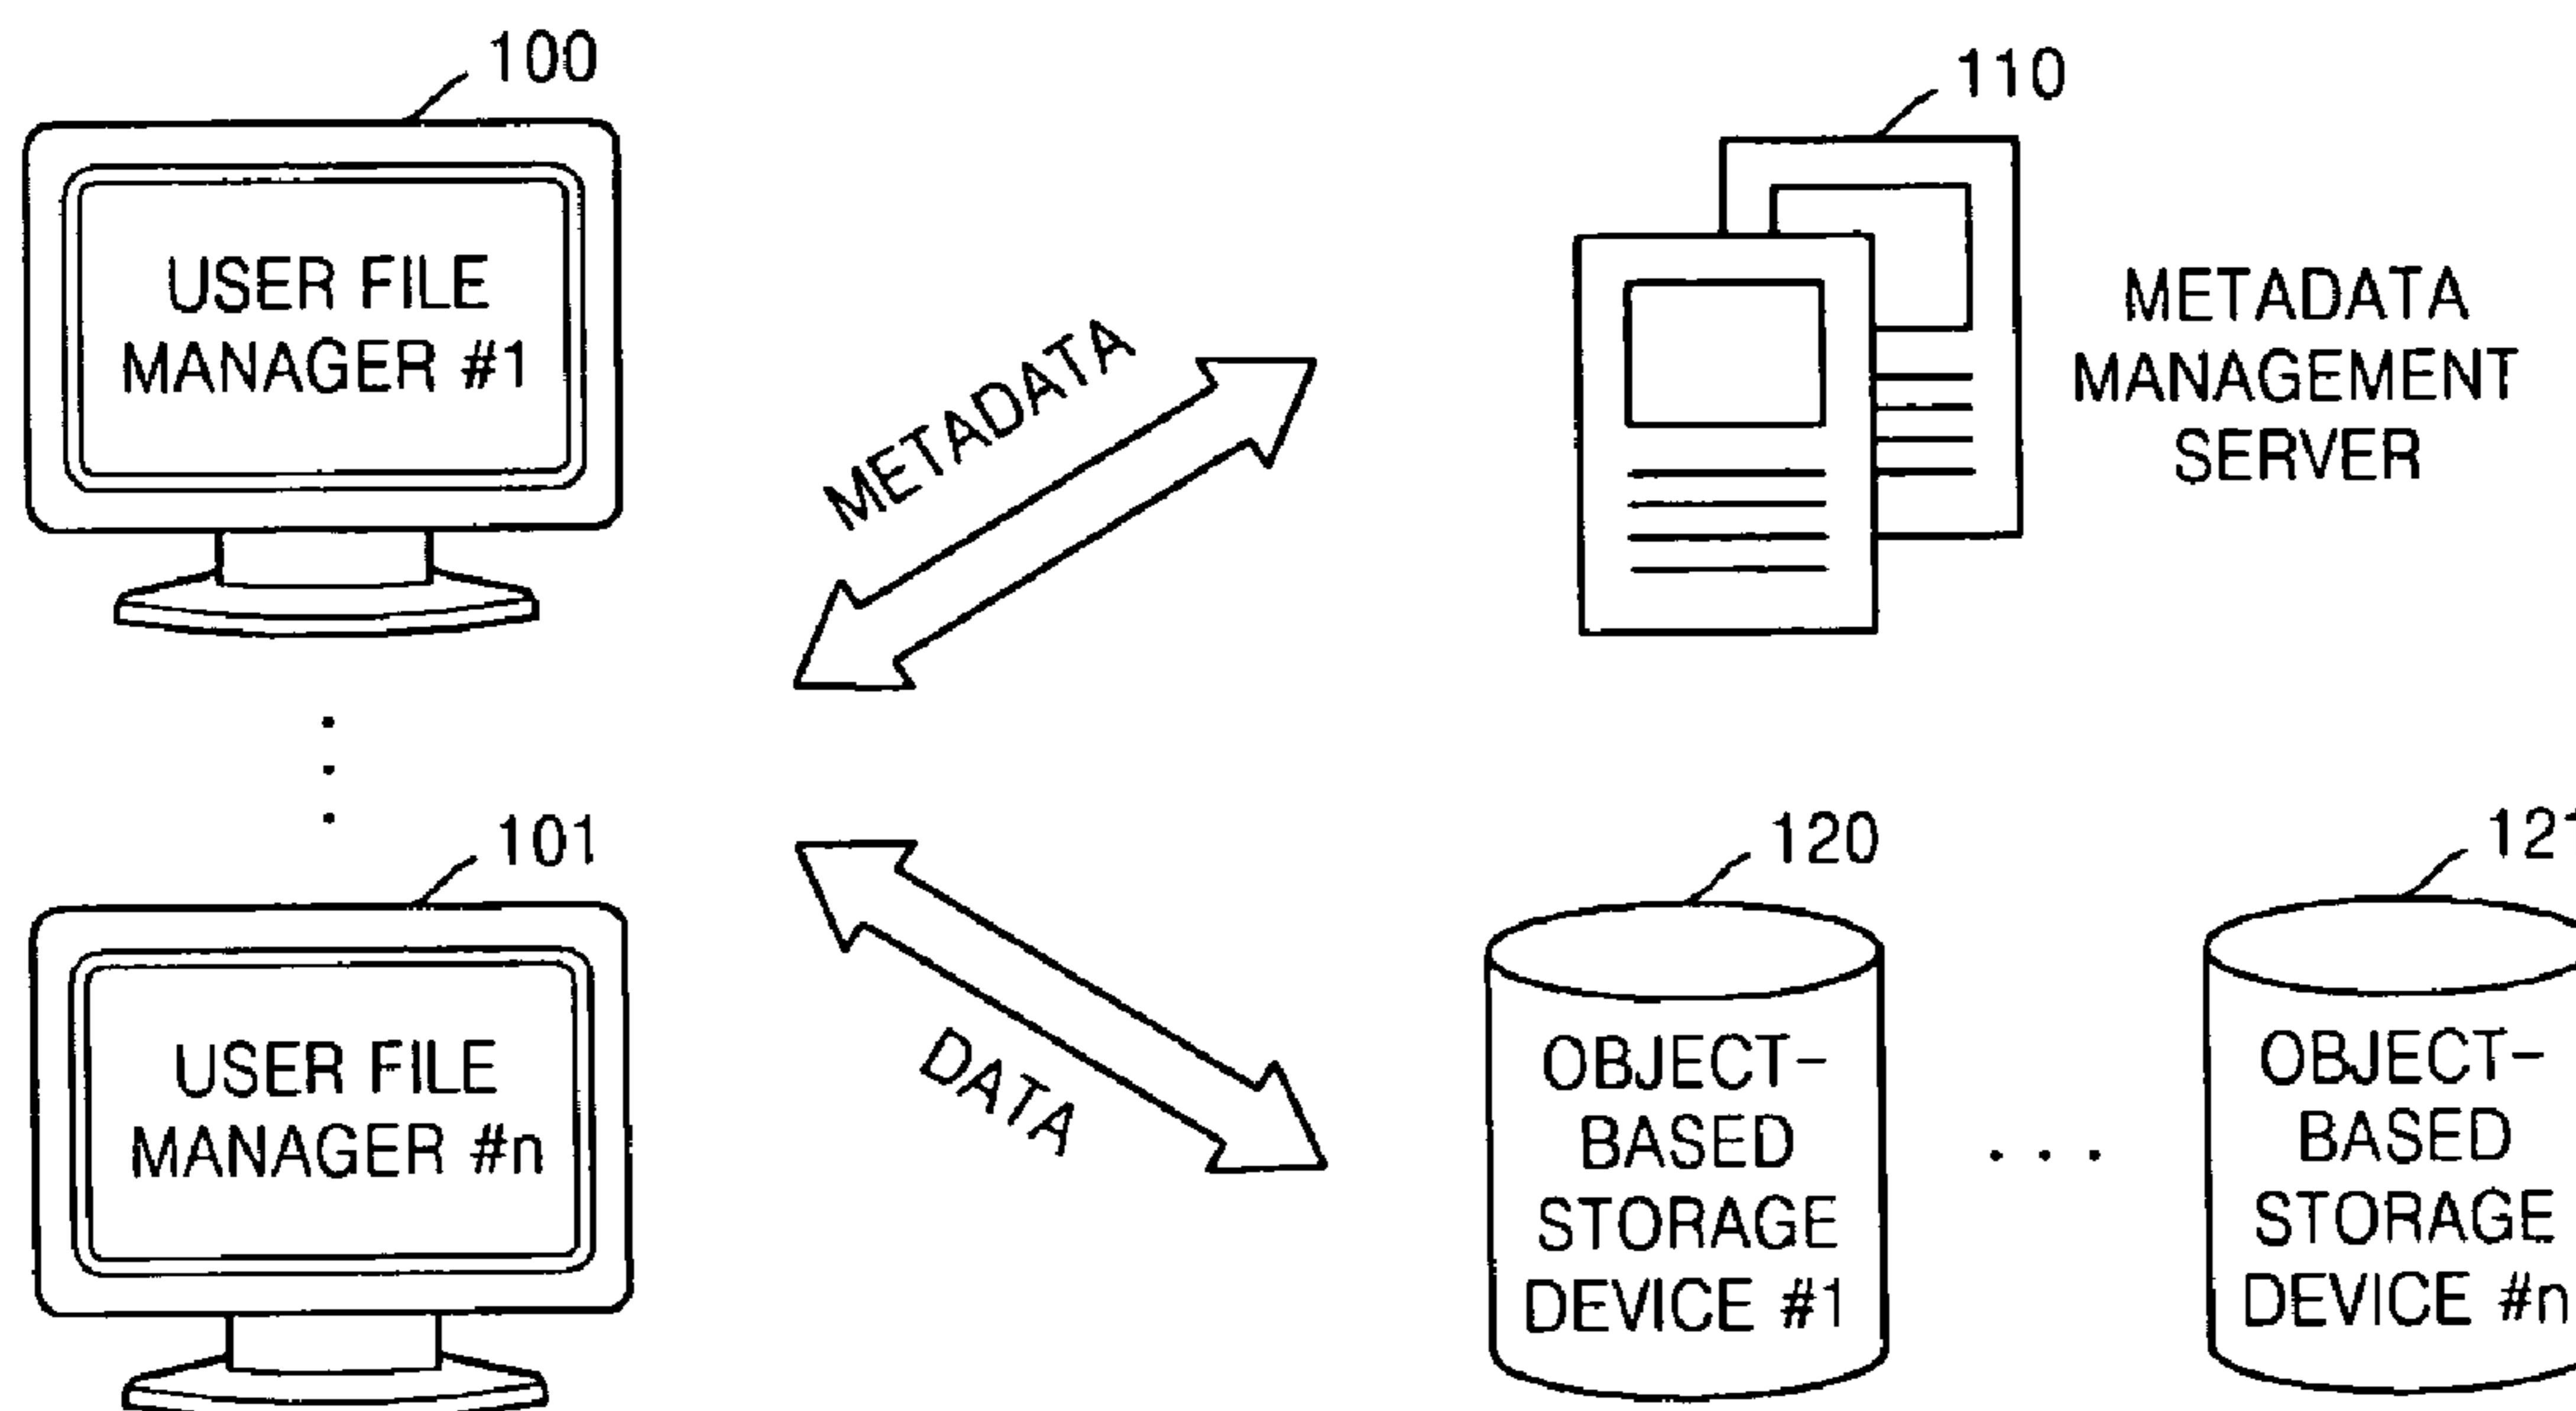 100
USER FILE
MANAGER #1
110
METADATA
MANAGEMENT
SERVER
METADATA
101
USER FILE
MANAGER #n
DATA
120
OBJECT-
BASED
STORAGE
DEVICE #1
121
OBJECT-
BASED
STORAGE
DEVICE #n